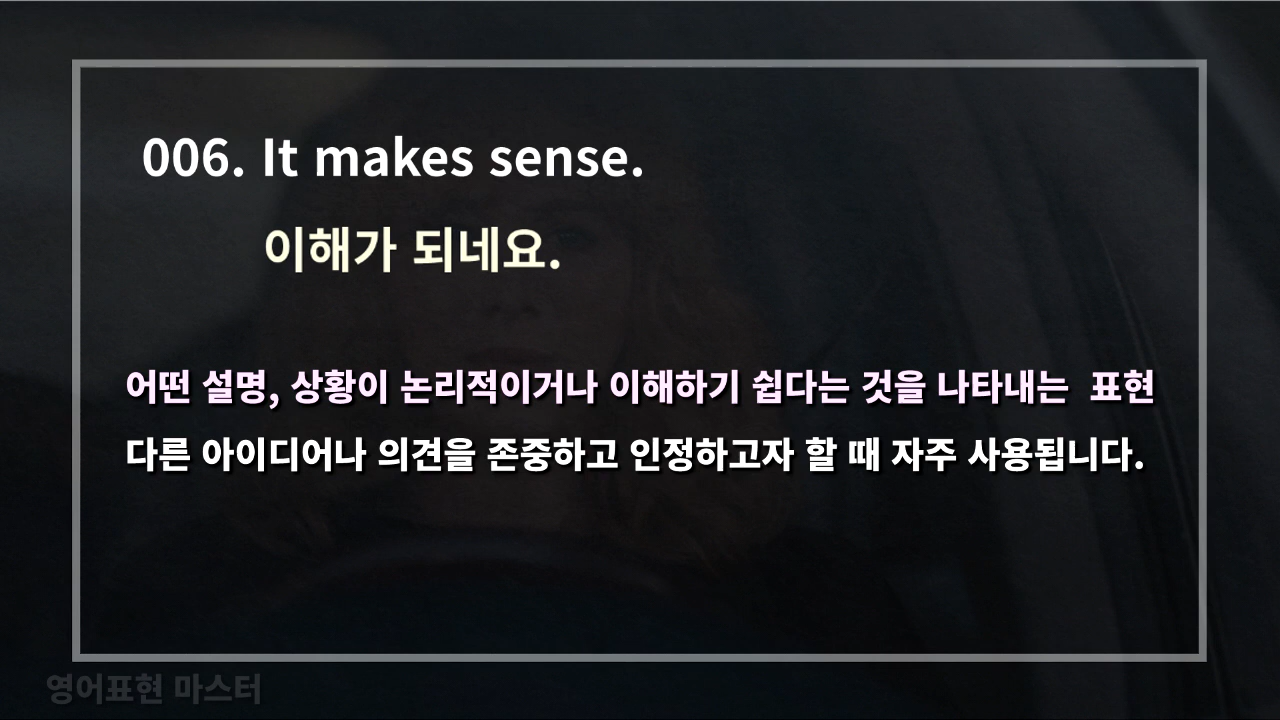 006. It makes sense.
이해가 되네요.
어떤 설명, 상황이 논리적이거나 이해하기 쉽다는 것을 나타내는 표현
다른 아이디어나 의견을 존중하고 인정하고자 할 때 자주 사용됩니다.
영어표현 마스터